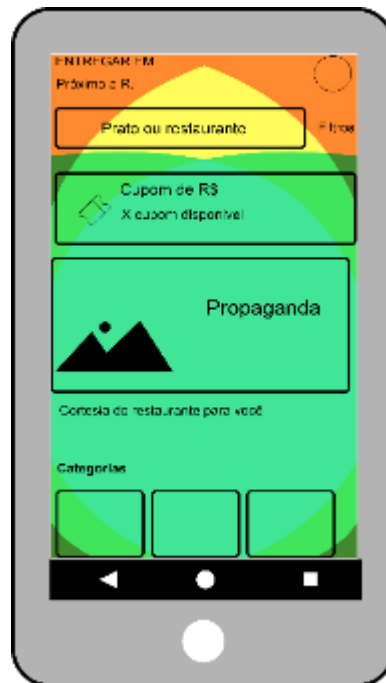 ENTREGAR EM
Próximo a R.
Prato ou restaurante
Filtros
Cupom de R$
X cupom disponível
Propaganda
Cortesia do restaurante para você
Categorias